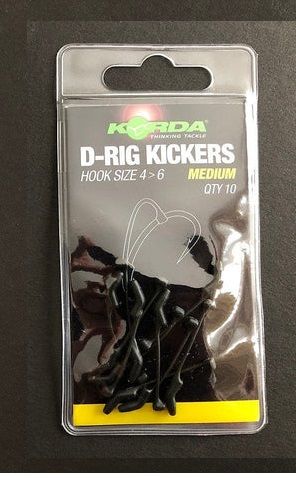 KORDA
THINKING TACKLE
D-RIG KICKERS
HOOK SIZE 4>6 MEDIUM
QTY 10